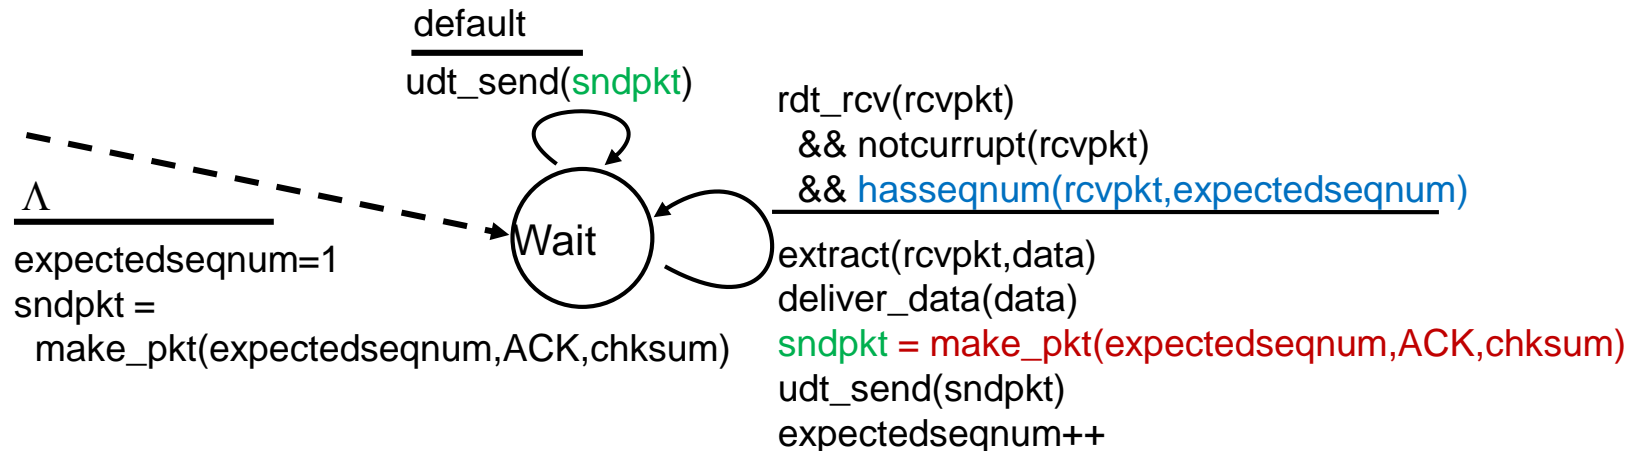 default
udt_send(sndpkt)
Λ
expectedseqnum=1
sndpkt =
make_pkt(expectedseqnum,ACK,chksum)
Wait
rdt_rcv(rcvpkt)
&& notcurrupt(rcvpkt)
&& hasseqnum(rcvpkt,expectedseqnum)
extract(rcvpkt,data)
deliver_data(data)
sndpkt = make_pkt(expectedseqnum,ACK,chksum)
udt_send(sndpkt)
expectedseqnum++